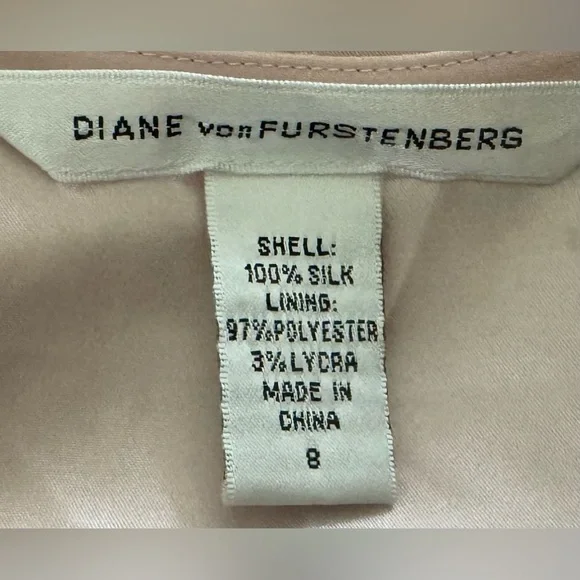 DIANE von FURSTENBERG
SHELL:
100% SILK
LINING:
97%POLYESTER
3%LYCRA
MADE IN
CHINA
8